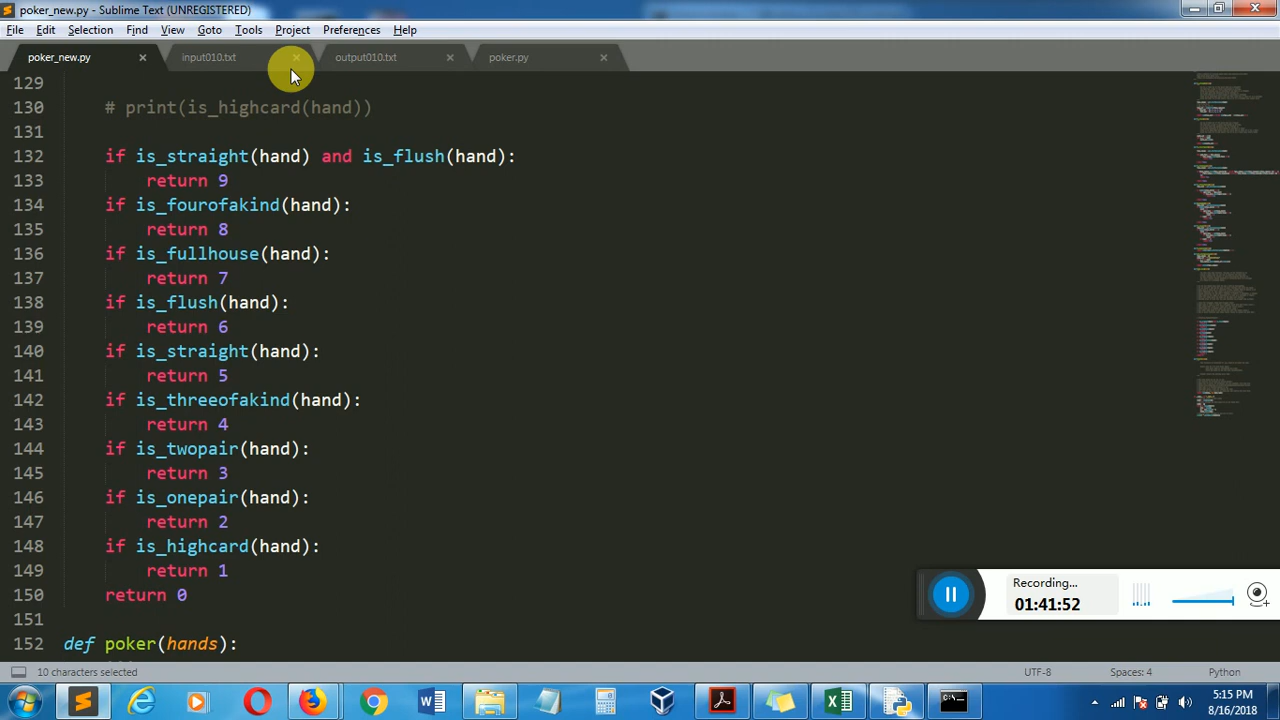 poker_new.py - Sublime Text (UNREGISTERED)
File Edit Selection Find View Goto Tools Project Preferences Help
poker_new.py input010.txt output010.txt poker.py
129
130 # print(is_highcard(hand))
131
132 if is_straight(hand) and is_flush(hand):
133 return 9
134 if is_fourofakind(hand):
135 return 8
136 if is_fullhouse(hand):
137 return 7
138 if is_flush(hand):
139 return 6
140 if is_straight(hand):
141 return 5
142 if is_threeofakind(hand):
143 return 4
144 if is_twopair(hand):
145 return 3
146 if is_onepair(hand):
147 return 2
148 if is_highcard(hand):
149 return 1
150 return 0
151
152 def poker(hands):
Recording...
01:41:52
10 characters selected UTF-8 Spaces: 4 Python
5:15 PM
8/16/2018